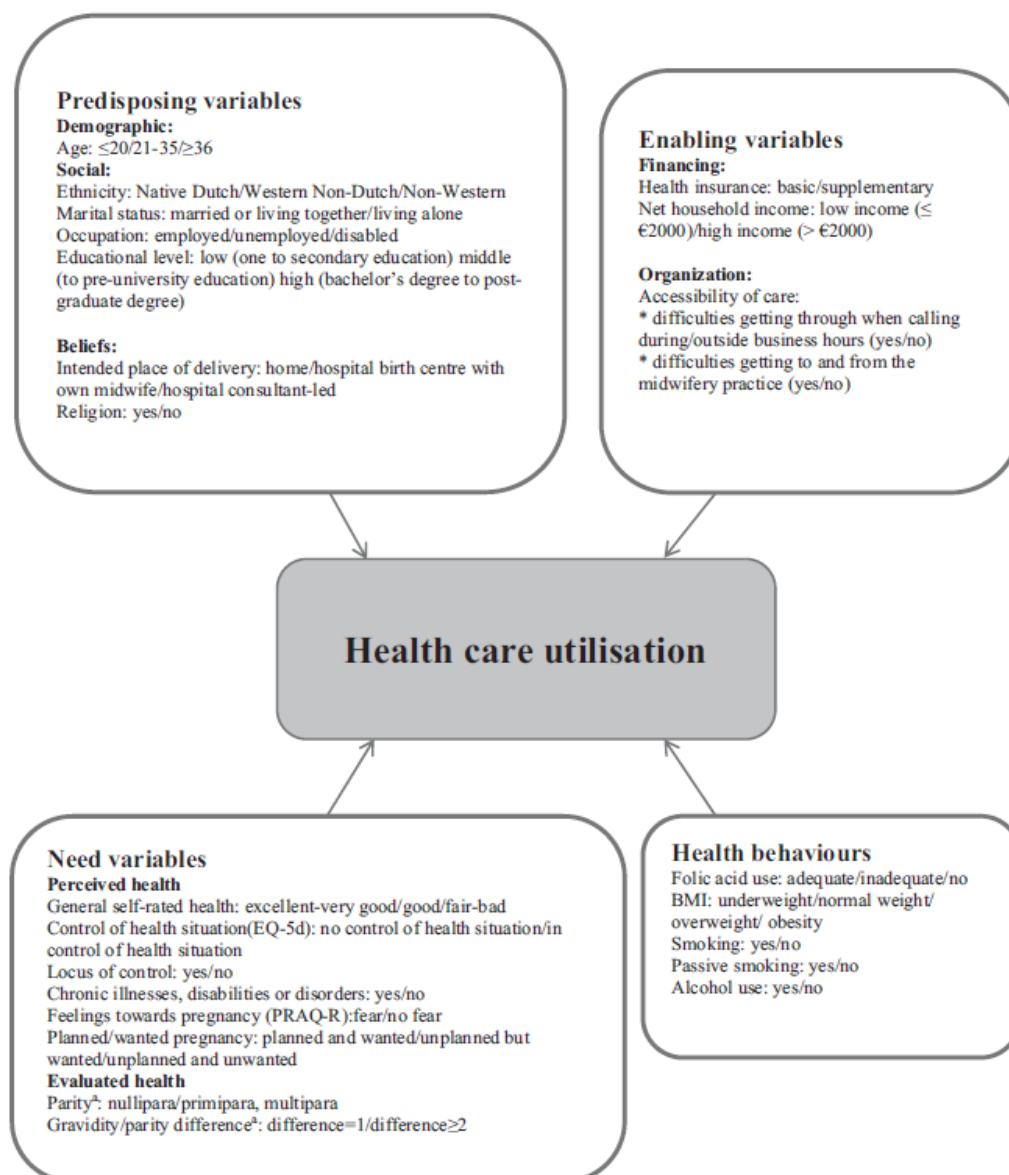 Predisposing variables
Demographic:
Age: ≤20/21-35/≥36
Social:
Ethnicity: Native Dutch/Western Non-Dutch/Non-Western
Marital status: married or living together/living alone
Occupation: employed/unemployed/disabled
Educational level: low (one to secondary education) middle
(to pre-university education) high (bachelor's degree to post-
graduate degree)
Beliefs:
Intended place of delivery: home/hospital birth centre with
own midwife/hospital consultant-led
Religion: yes/no
Enabling variables
Financing:
Health insurance: basic/supplementary
Net household income: low income (≤
€2000)/high income (> €2000)
Organization:
Accessibility of care:
* difficulties getting through when calling
during/outside business hours (yes/no)
* difficulties getting to and from the
midwifery practice (yes/no)
Health care utilisation
Need variables
Perceived health
General self-rated health: excellent-very good/good/fair-bad
Control of health situation(EQ-5d): no control of health situation/in
control of health situation
Locus of control: yes/no
Chronic illnesses, disabilities or disorders: yes/no
Feelings towards pregnancy (PRAQ-R):fear/no fear
Planned/wanted pregnancy: planned and wanted/unplanned but
wanted/unplanned and unwanted
Evaluated health
Parityª: nullipara/primipara, multipara
Gravidity/parity differenceª: difference=1/difference≥2
Health behaviours
Folic acid use: adequate/inadequate/no
BMI: underweight/normal weight/
overweight/ obesity
Smoking: yes/no
Passive smoking: yes/no
Alcohol use: yes/no